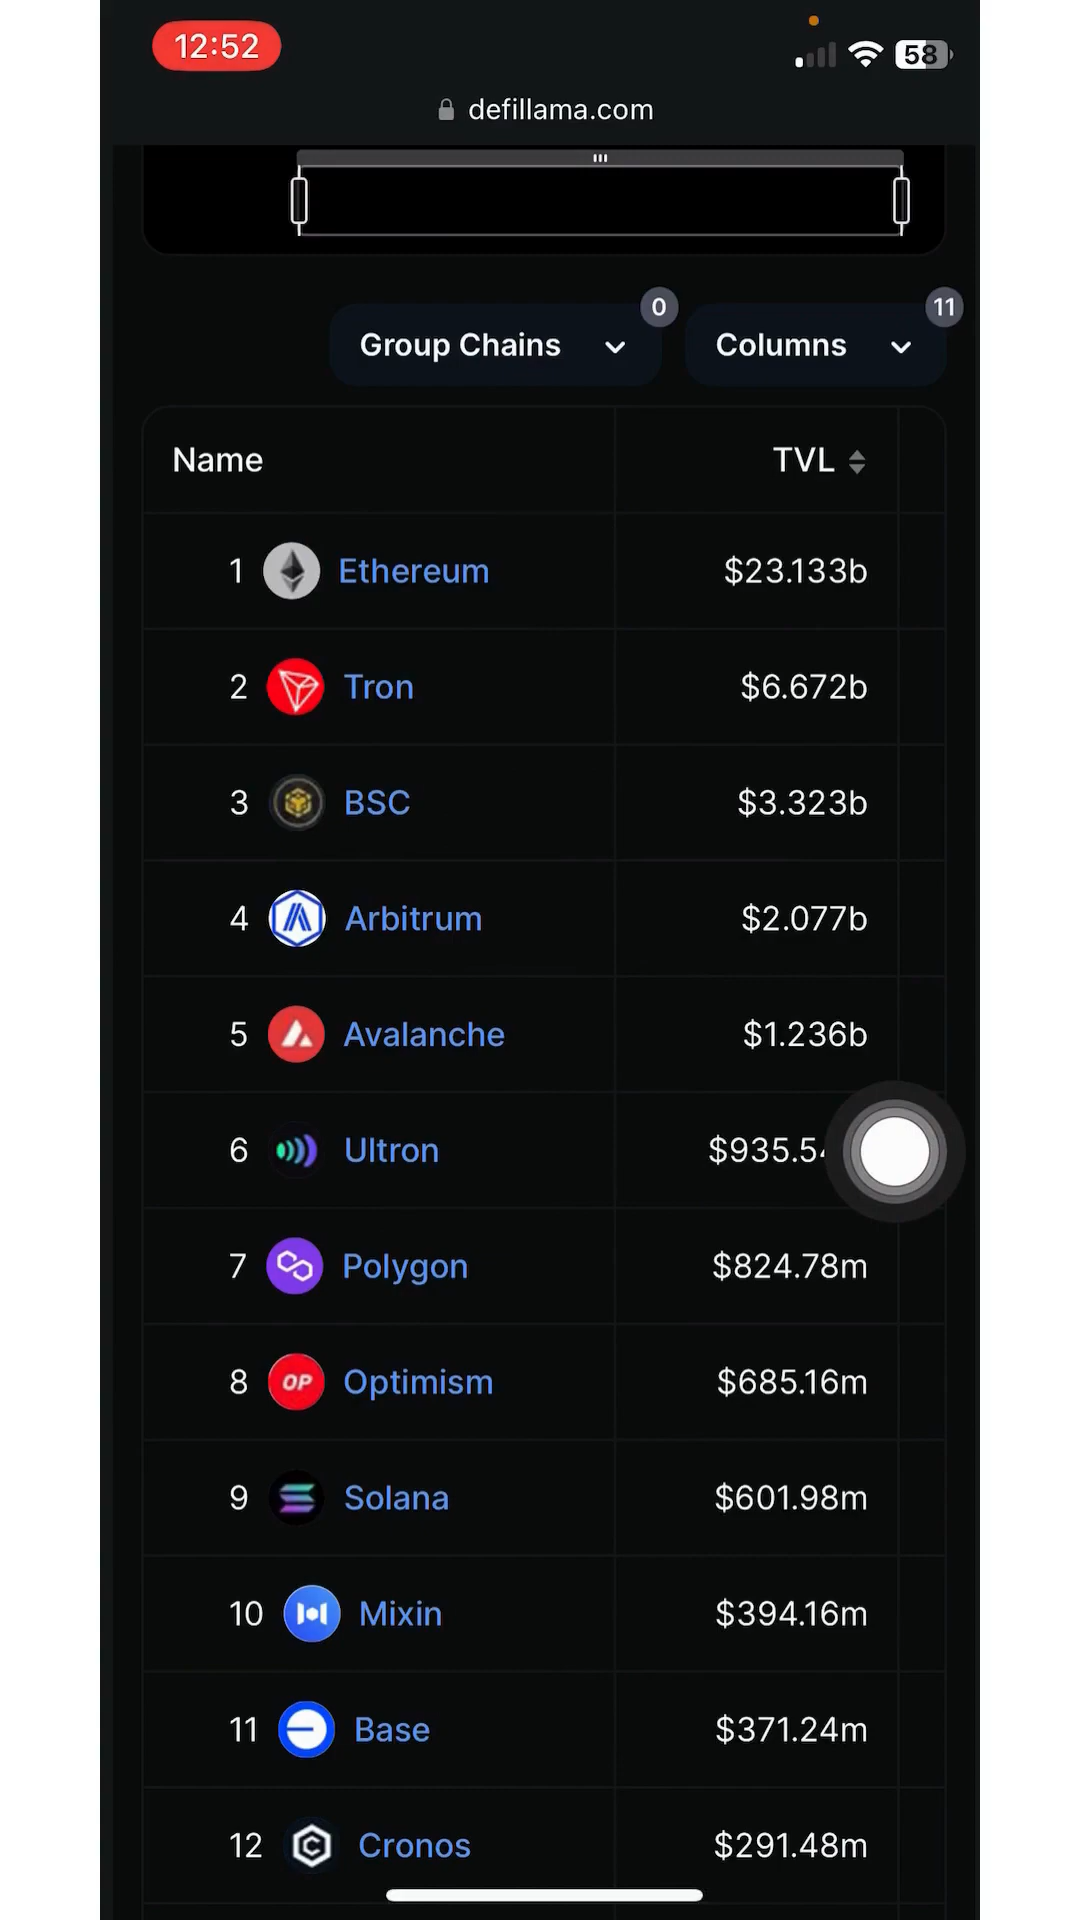 12:52
58
defillama.com
0
11
Group Chains
Columns
Name
TVL
1 Ethereum $23.133b
2 Tron $6.672b
3 BSC $3.323b
4 Arbitrum $2.077b
5 Avalanche $1.236b
6 Ultron
7 Polygon $824.78m
8 OP Optimism $685.16m
9 Solana $601.98m
10 Mixin $394.16m
11 Base $371.24m
12 Cronos $291.48m